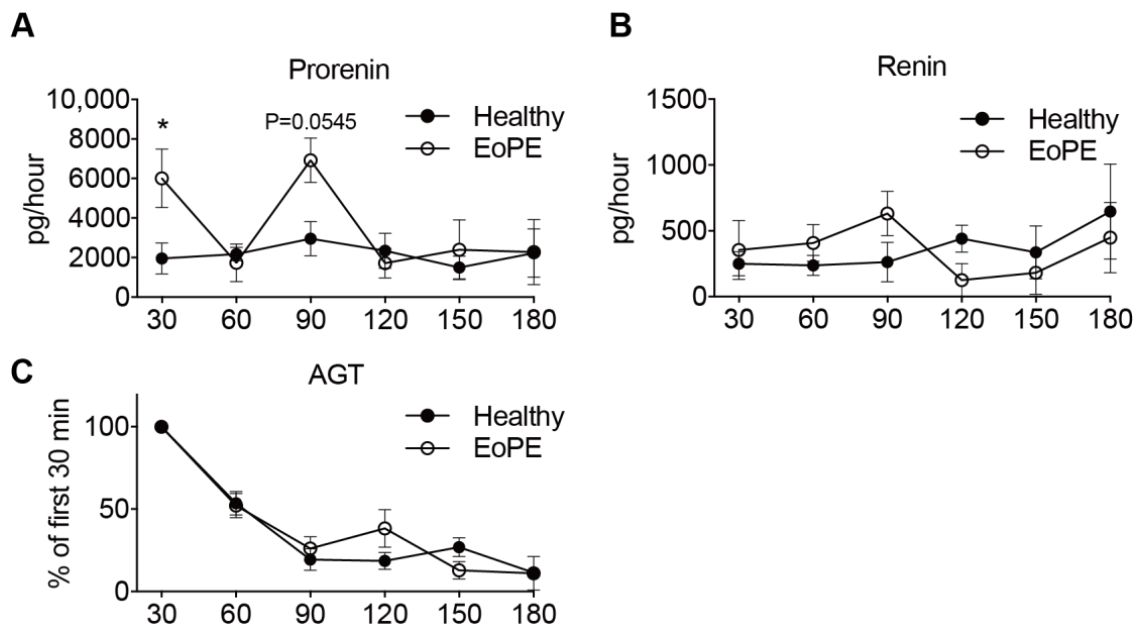 A
Prorenin
10,000
8000
6000
4000
2000
0
pg/hour
*
P=0.0545
Healthy
EoPE
30 60 90 120 150 180
B
Renin
1500
1000
500
0
pg/hour
Healthy
EoPE
30 60 90 120 150 180
C
AGT
100
50
0
% of first 30 min
Healthy
EoPE
30 60 90 120 150 180